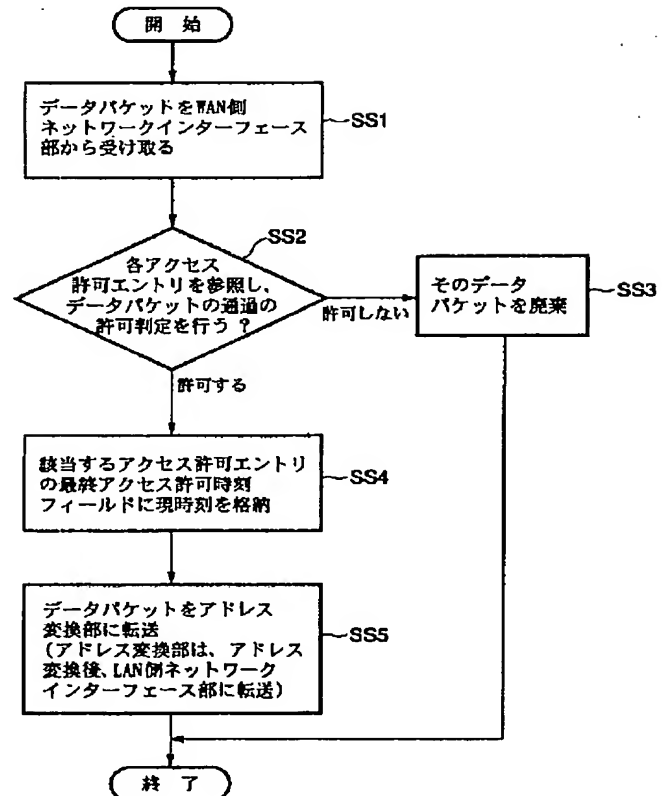 開 始
データパケットをWAN側
ネットワークインターフェース
部から受け取る
SS1
SS2
各アクセス
許可エントリを参照し、
データパケットの通過の
許可判定を行う ?
許可しない
そのデータ
パケットを廃棄
SS3
許可する
該当するアクセス許可エントリ
の最終アクセス許可時刻
フィールドに現時刻を格納
SS4
データパケットをアドレス
変換部に転送
(アドレス変換部は、アドレス
変換後、LAN側ネットワーク
インターフェース部に転送)
SS5
終 了